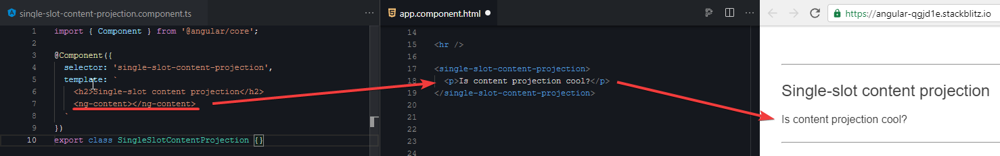 single-slot-content-projection.component.ts
1 import { Component } from '@angular/core';
2
3 @Component({
4 selector: 'single-slot-content-projection',
5 template: `
6 <h2>Single-slot content projection</h2>
7 <ng-content></ng-content>
8 `
9 })
10 export class SingleSlotContentProjection {}
app.component.html
14
15 <hr />
16
17 <single-slot-content-projection>
18 <p>Is content projection cool?</p>
19 </single-slot-content-projection>
20
21
22
23
24
https://angular-qgjd1e.stackblitz.io
Single-slot content projection
Is content projection cool?